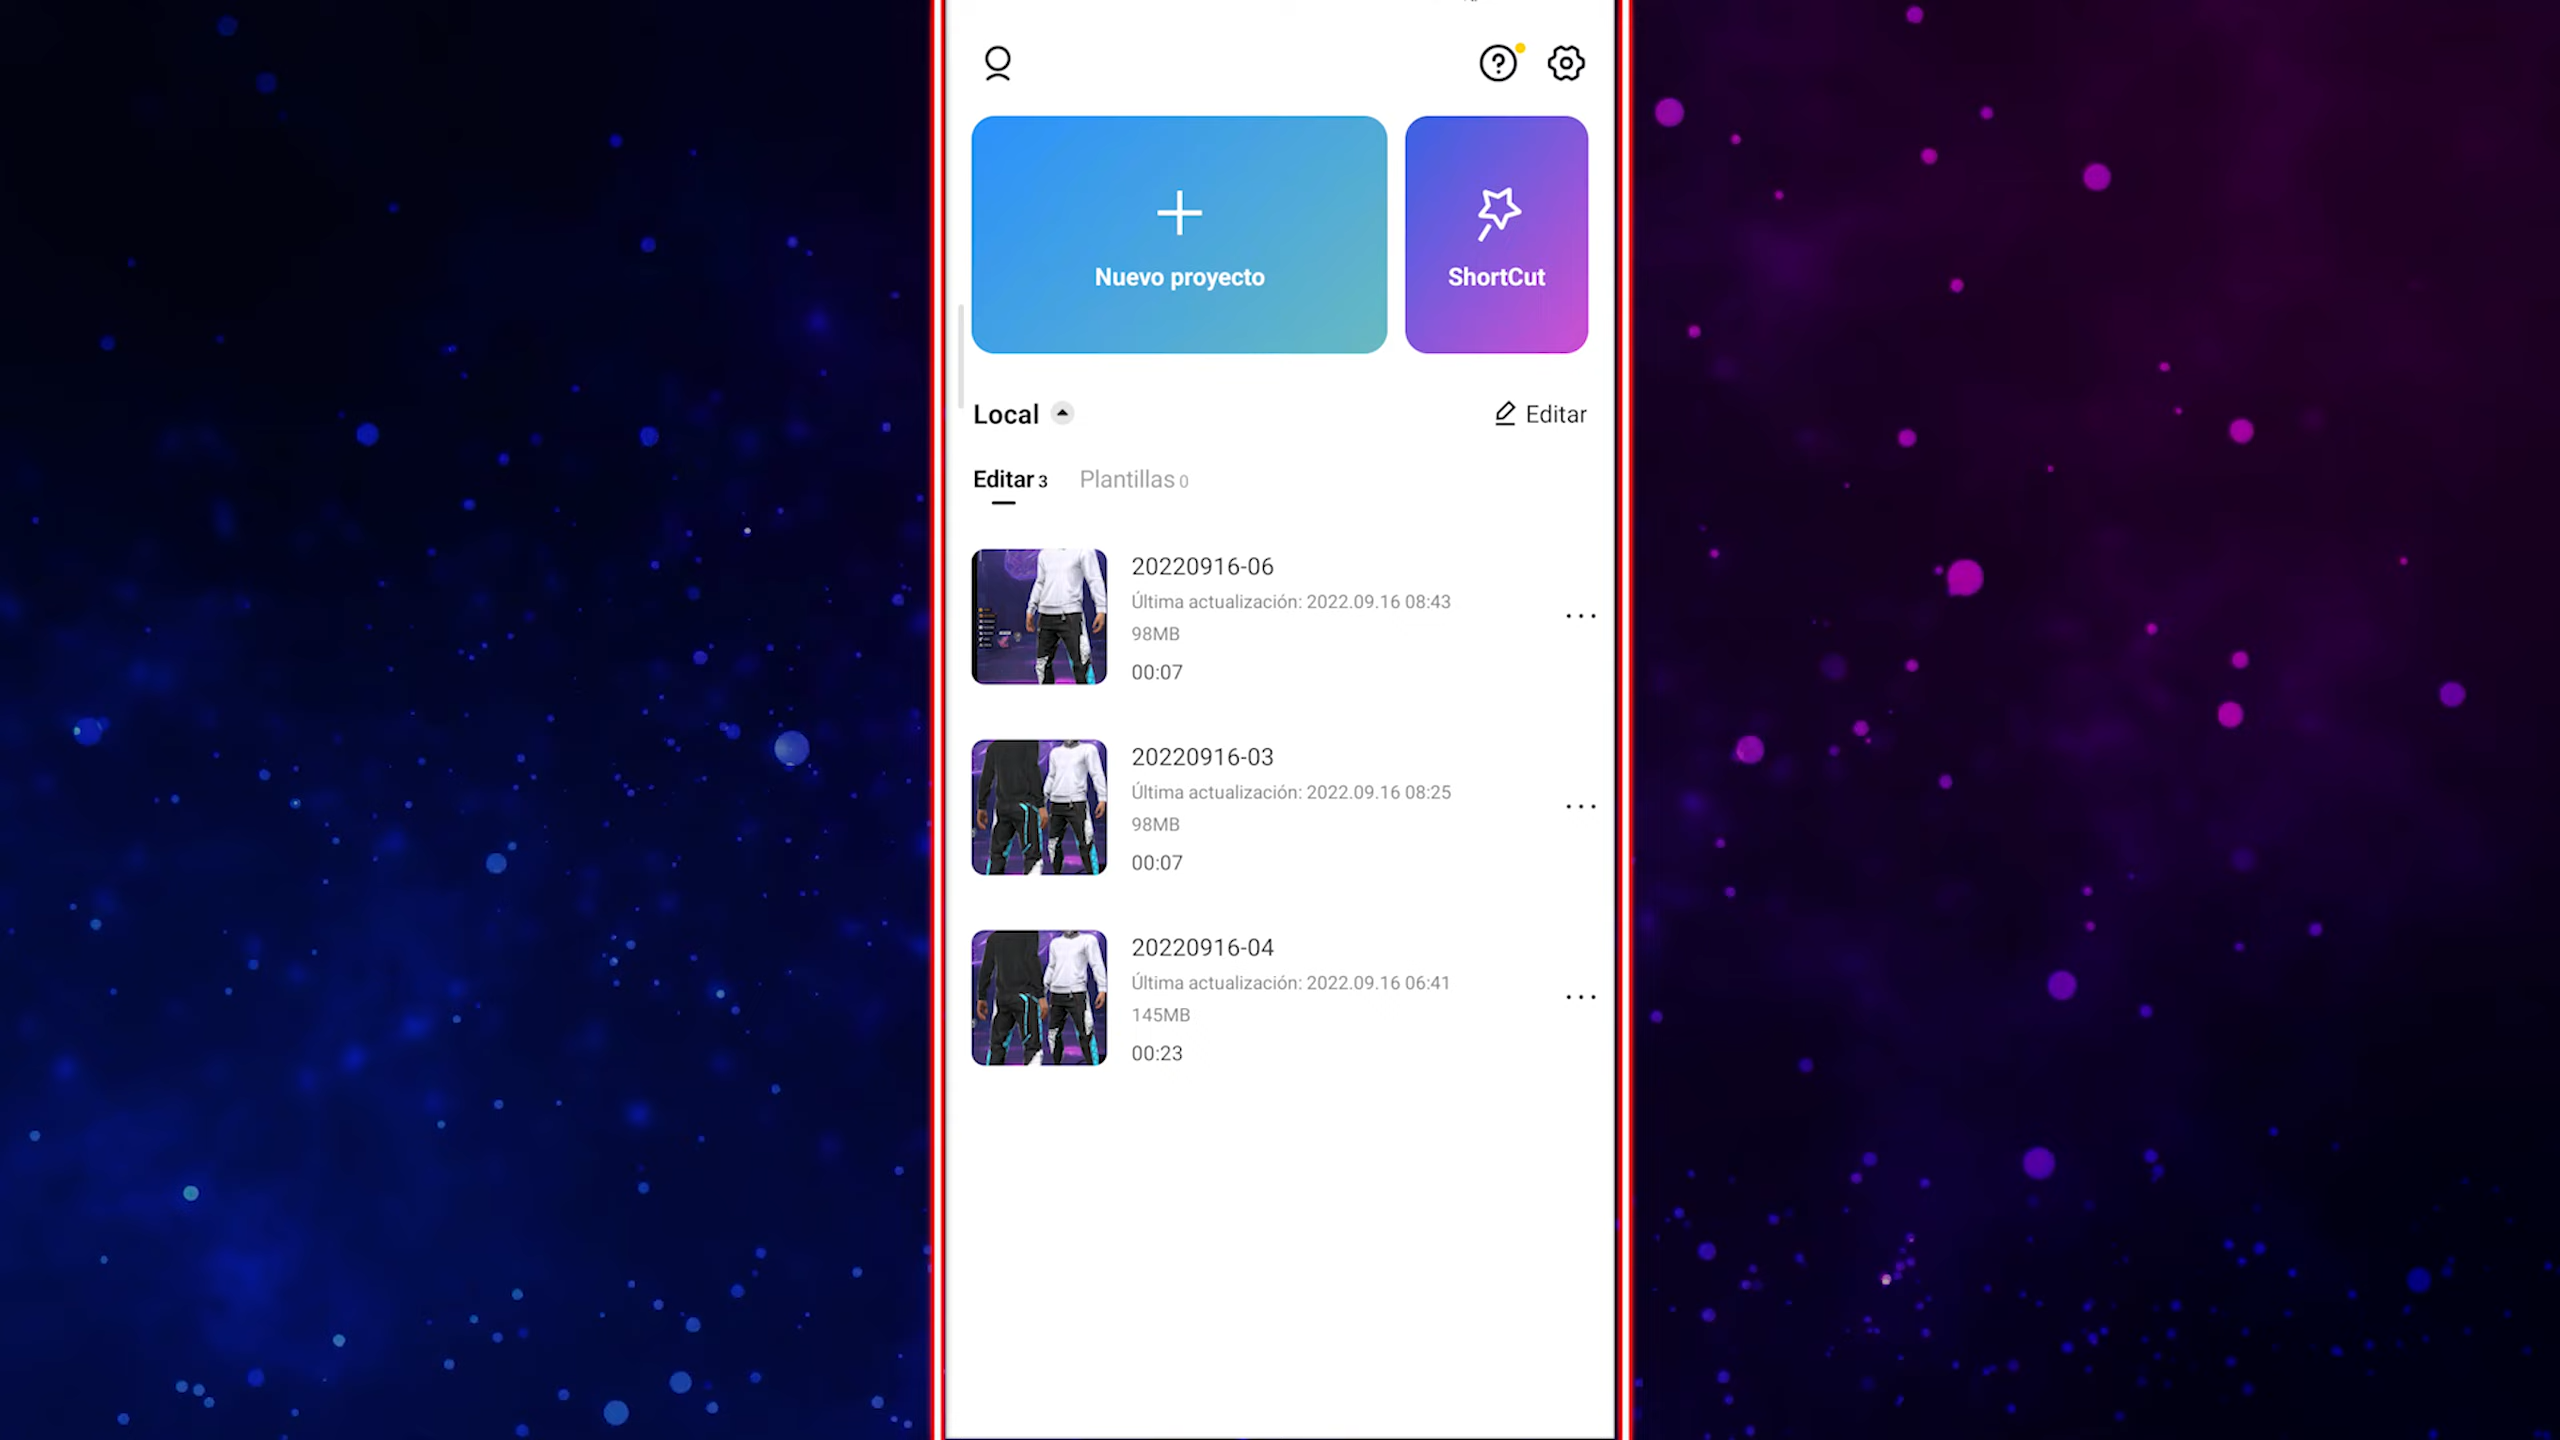 Nuevo proyecto
ShortCut
Local
Editar
Editar 3
Plantillas 0
20220916-06
Última actualización: 2022.09.16 08:43
98MB
00:07
20220916-03
Última actualización: 2022.09.16 08:25
98MB
00:07
20220916-04
Última actualización: 2022.09.16 06:41
145MB
00:23